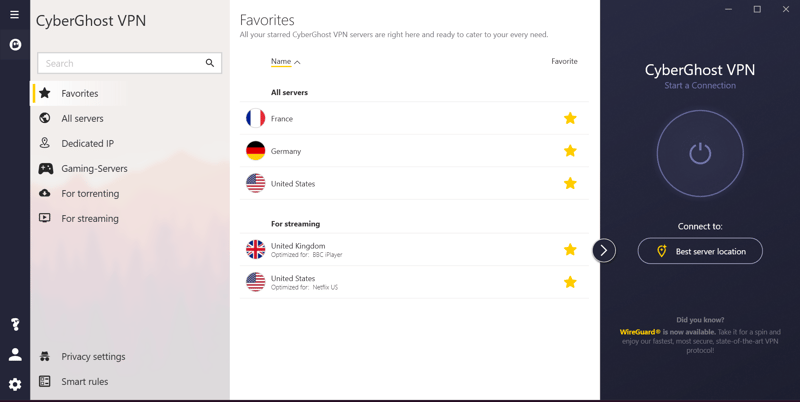 CyberGhost VPN
Search
Favorites
All servers
Dedicated IP
Gaming-Servers
For torrenting
For streaming
Privacy settings
Smart rules
Favorites
All your starred CyberGhost VPN servers are right here and ready to cater to your every need.
Name Favorite
All servers
France
Germany
United States
For streaming
United Kingdom
Optimized for: BBC iPlayer
United States
Optimized for: Netflix US
CyberGhost VPN
Start a Connection
Connect to:
Best server location
Did you know?
WireGuard® is now available. Take it for a spin and
enjoy our fastest, most secure, state-of-the-art VPN
protocol!